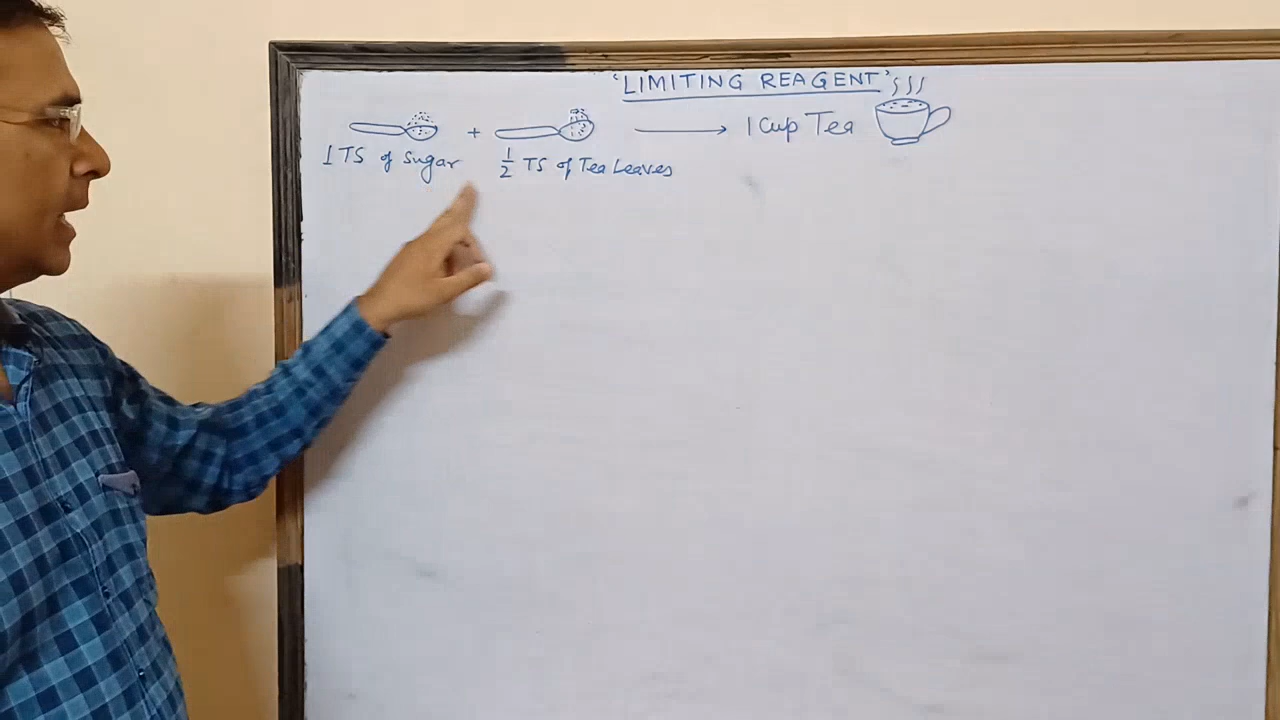 'LIMITING REAGENT'
+ → 1 Cup Tea
1 TS of Sugar ½ TS of Tea Leaves